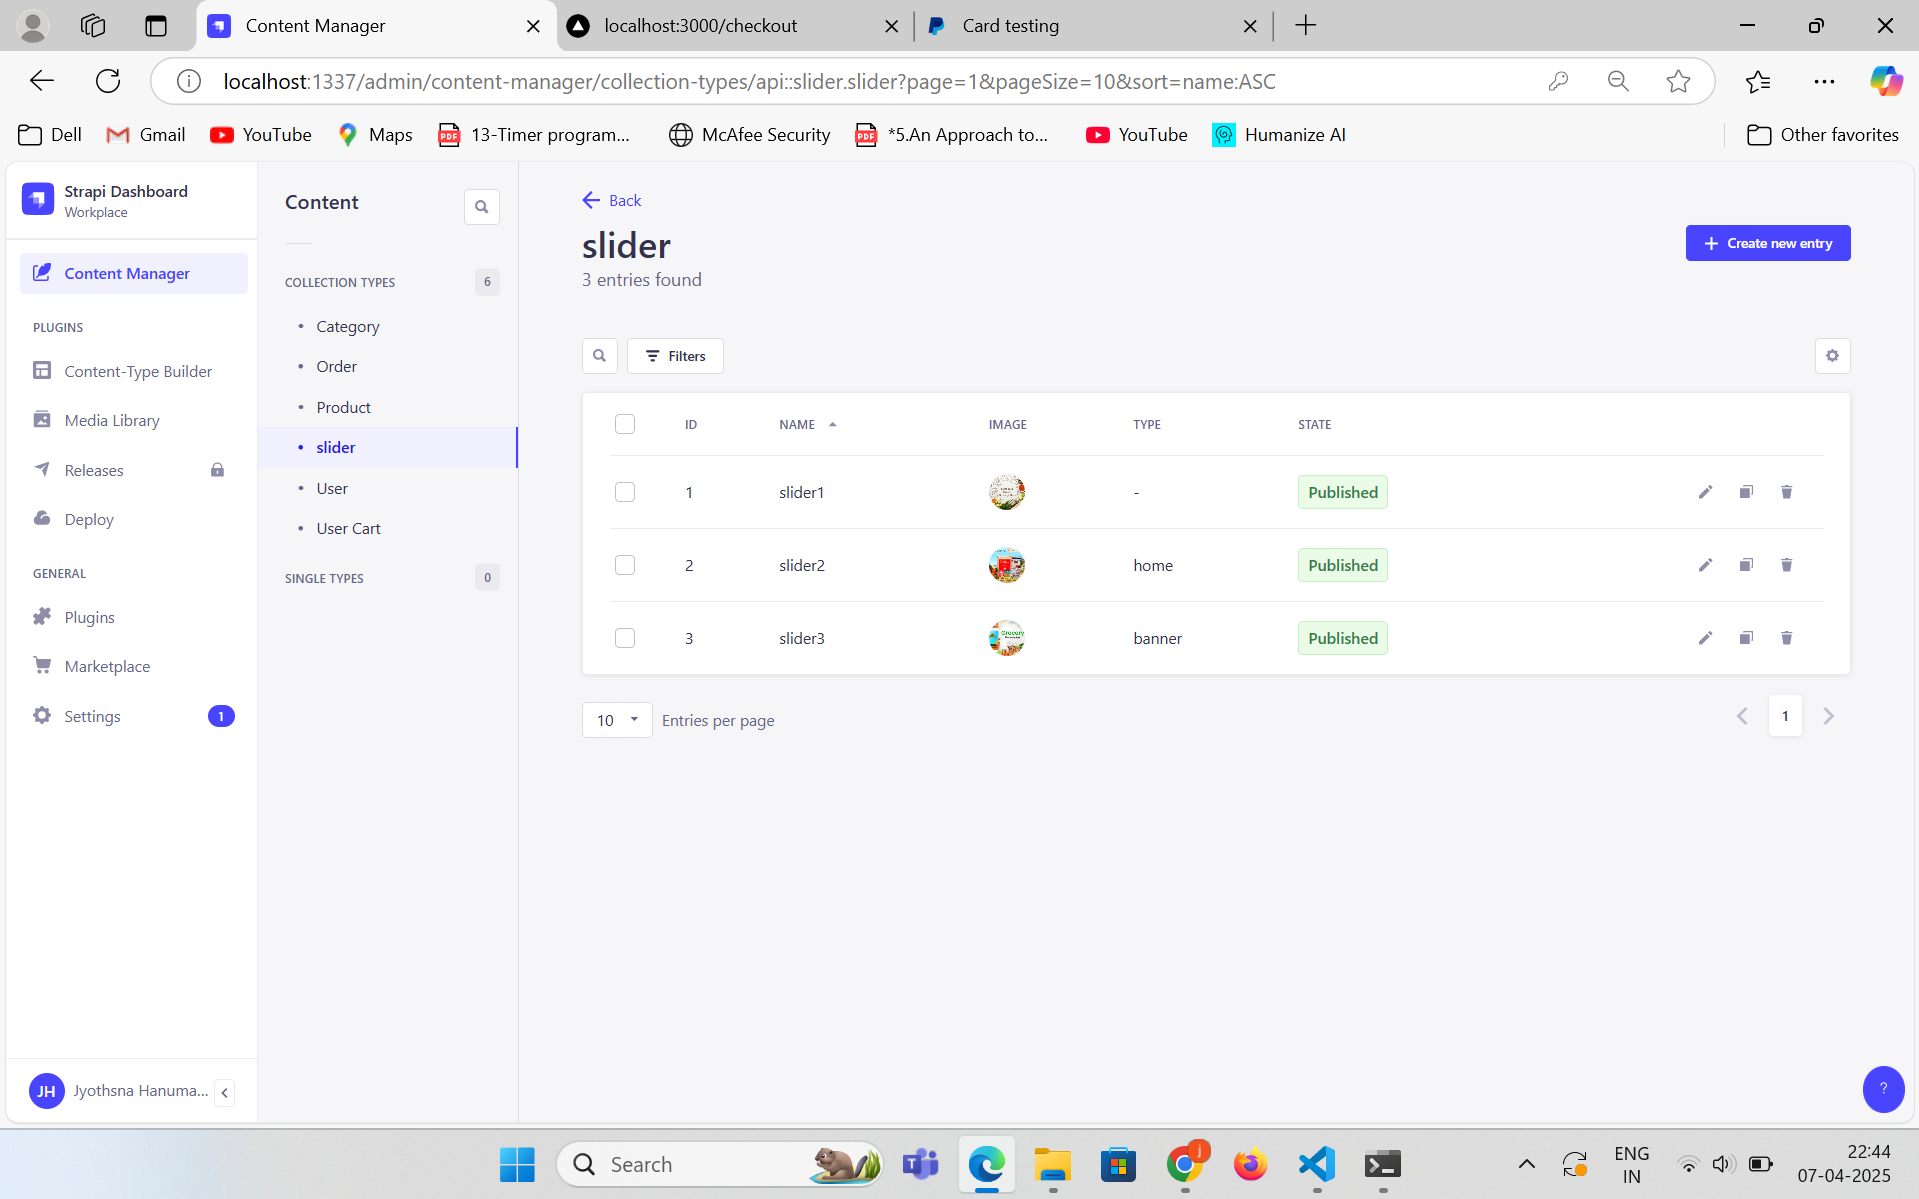 Content Manager
localhost:3000/checkout
Card testing
localhost:1337/admin/content-manager/collection-types/api::slider.slider?page=1&pageSize=10&sort=name:ASC
Dell
Gmail
YouTube
Maps
13-Timer program...
McAfee Security
*5.An Approach to...
YouTube
Humanize AI
Other favorites
Strapi Dashboard
Workplace
Content Manager
PLUGINS
Content-Type Builder
Media Library
Releases
Deploy
GENERAL
Plugins
Marketplace
Settings 1
JH Jyothsna Hanuma...
Content
COLLECTION TYPES 6
Category
Order
Product
slider
User
User Cart
SINGLE TYPES 0
Back
slider
3 entries found
Create new entry
Filters
ID NAME IMAGE TYPE STATE
1 slider1 - Published
2 slider2 home Published
3 slider3 Grocery banner Published
10 Entries per page
1
?
Search
j
ENG
IN
22:44
07-04-2025